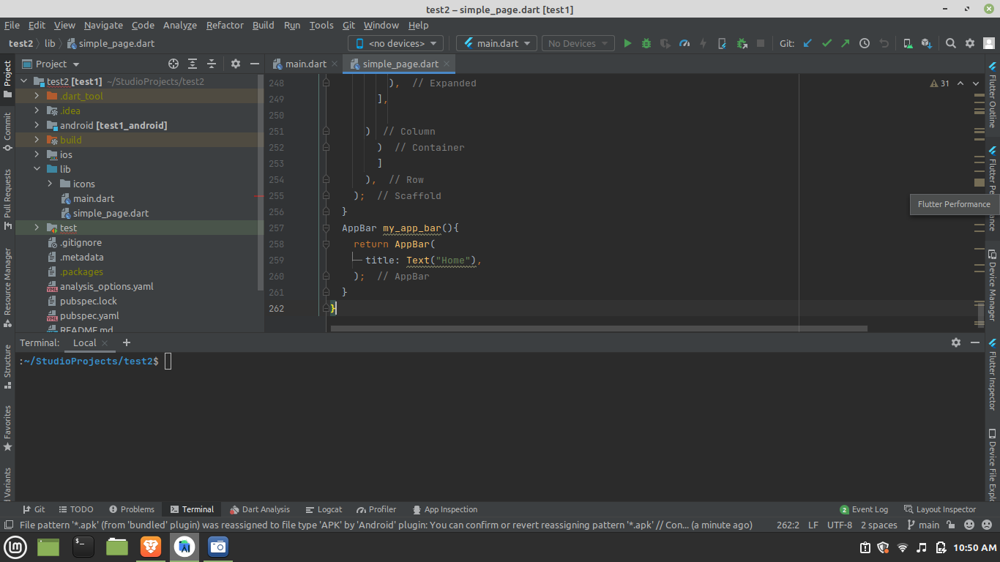 test2 – simple_page.dart [test1]
File Edit View Navigate Code Analyze Refactor Build Run Tools Git Window Help
test2 lib simple_page.dart <no devices> main.dart No Devices Git:
Project
main.dart simple_page.dart
test2 [test1] ~/StudioProjects/test2
.dart_tool
.idea
android [test1_android]
build
ios
lib
icons
main.dart
simple_page.dart
test
.gitignore
.metadata
.packages
analysis_options.yaml
pubspec.lock
pubspec.yaml
README.md
248 ), // Expanded
31
249 ],
250
251 ) // Column
252 ) // Container
253 ]
254 ), // Row
255 ); // Scaffold
256 }
257 AppBar my_app_bar(){
258 return AppBar(
259 title: Text("Home"),
260 ); // AppBar
261 }
262 }
Flutter Performance
Project
Commit
Pull Requests
Resource Manager
Structure
Favorites
Variants
Flutter Outline
Device Manager
Flutter Inspector
Device File Explo
Terminal: Local +
:~/StudioProjects/test2$
Git TODO Problems Terminal Dart Analysis Logcat Profiler App Inspection 2 Event Log Layout Inspector
File pattern '*.apk' (from 'bundled' plugin) was reassigned to file type 'APK' by 'Android' plugin: You can confirm or revert reassigning pattern '*.apk' // Con... (a minute ago) 262:2 LF UTF-8 2 spaces main
10:50 AM